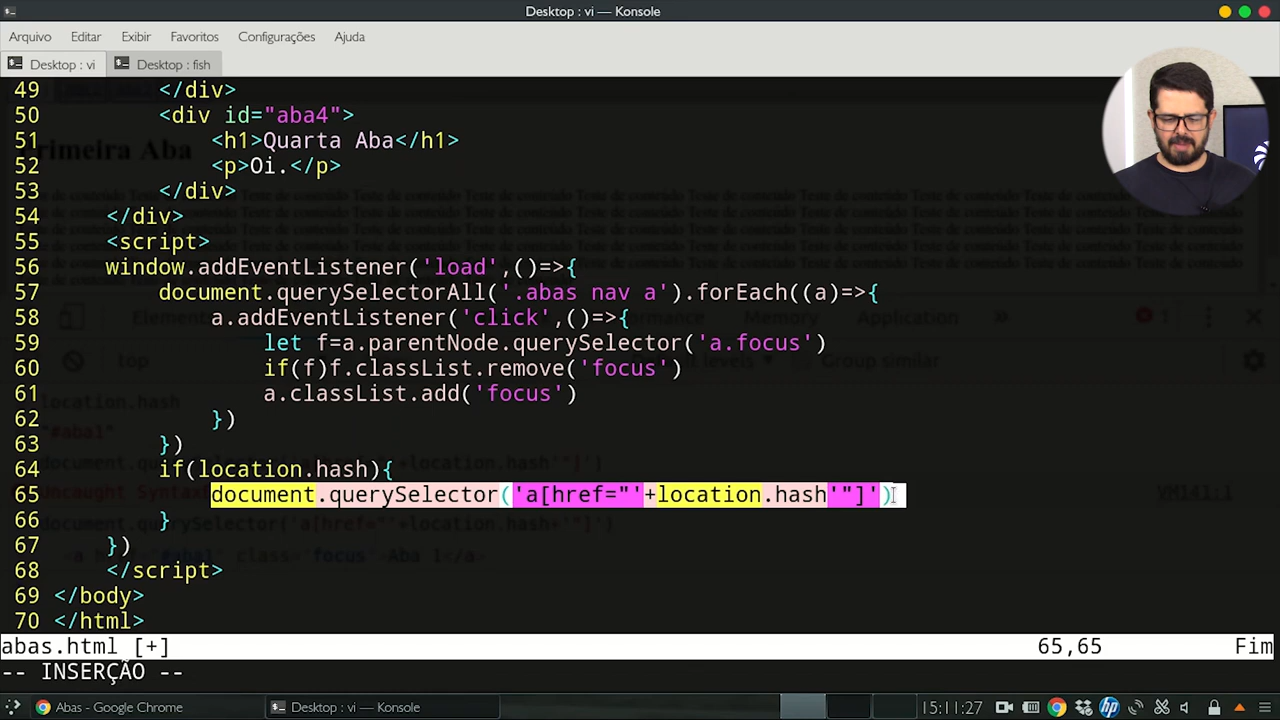 Desktop : vi — Konsole
Arquivo Editar Exibir Favoritos Configurações Ajuda
Desktop : vi Desktop : fish
49 </div>
50 <div id="aba4">
51 <h1>Quarta Aba</h1>
52 <p>Oi.</p>
53 </div>
54 </div>
55 <script>
56 window.addEventListener('load',()=>{
57 document.querySelectorAll('.abas nav a').forEach((a)=>{
58 a.addEventListener('click',()=>{
59 let f=a.parentNode.querySelector('a.focus')
60 if(f)f.classList.remove('focus')
61 a.classList.add('focus')
62 })
63 })
64 if(location.hash){
65 document.querySelector('a[href="'+location.hash'"]')
66 }
67 })
68 </script>
69 </body>
70 </html>
abas.html [+] 65,65 Fim
-- INSERÇÃO --
Abas - Google Chrome Desktop : vi — Konsole 15:11:27